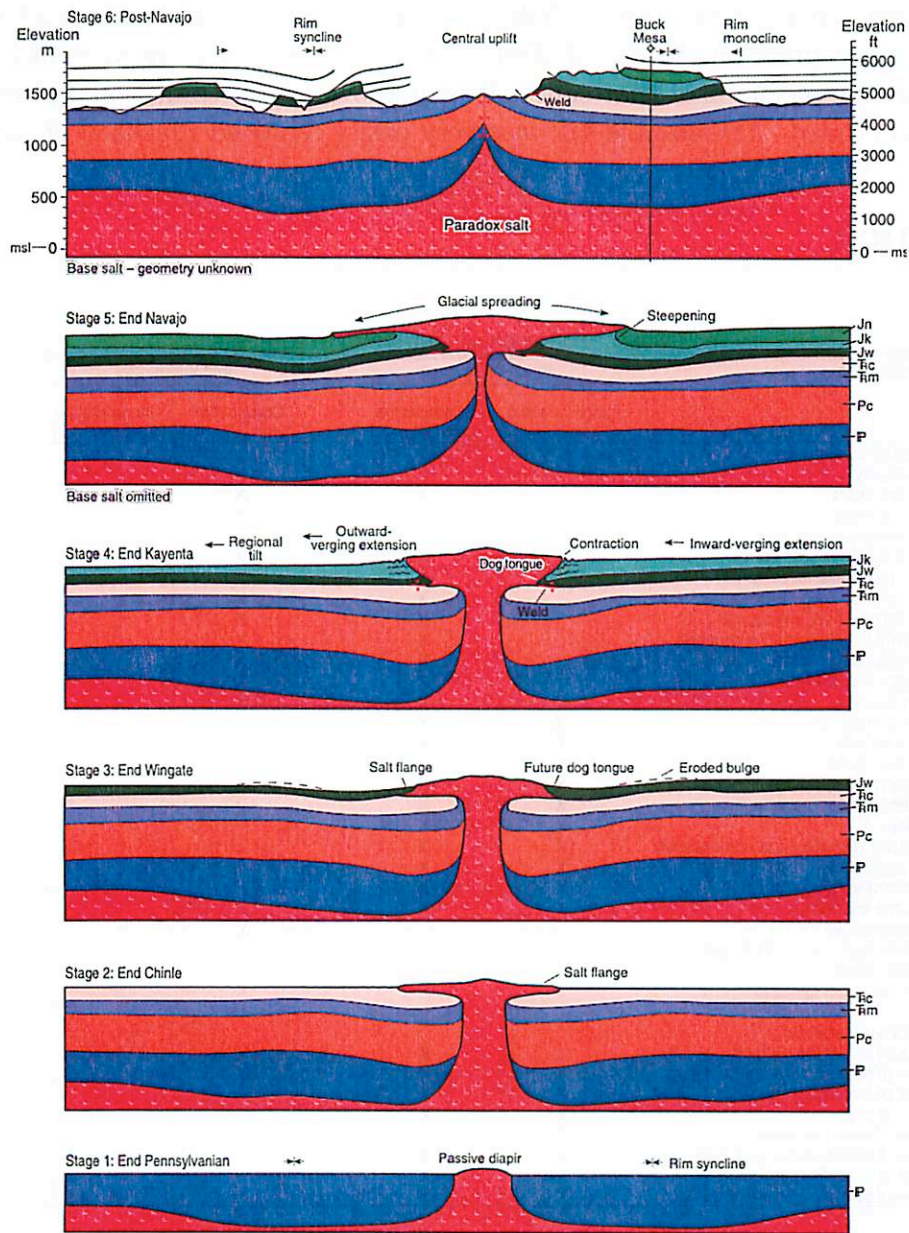 Stage 6: Post-Navajo
Elevation
m
Rim
syncline
Central uplift
Buck
Mesa
Rim
monocline
Elevation
ft
6000
1500
Weld
5000
4000
1000
3000
500
2000
Paradox salt
1000
msl—0
0—ms
Base salt – geometry unknown
Glacial spreading
Stage 5: End Navajo
Steepening
Jn
Jk
Jw
Ꞧc
Ꞧm
Pc
IP
Base salt omitted
Regional
tilt
Outward-
verging extension
Stage 4: End Kayenta
Contraction
Inward-verging extension
Dog tongue
Jk
Jw
Ꞧc
Ꞧm
Weld
Pc
IP
Stage 3: End Wingate
Salt flange
Future dog tongue
Eroded bulge
Jw
Ꞧc
Ꞧm
Pc
IP
Stage 2: End Chinle
Salt flange
Ꞧc
Ꞧm
Pc
IP
Stage 1: End Pennsylvanian
Passive diapir
Rim syncline
IP